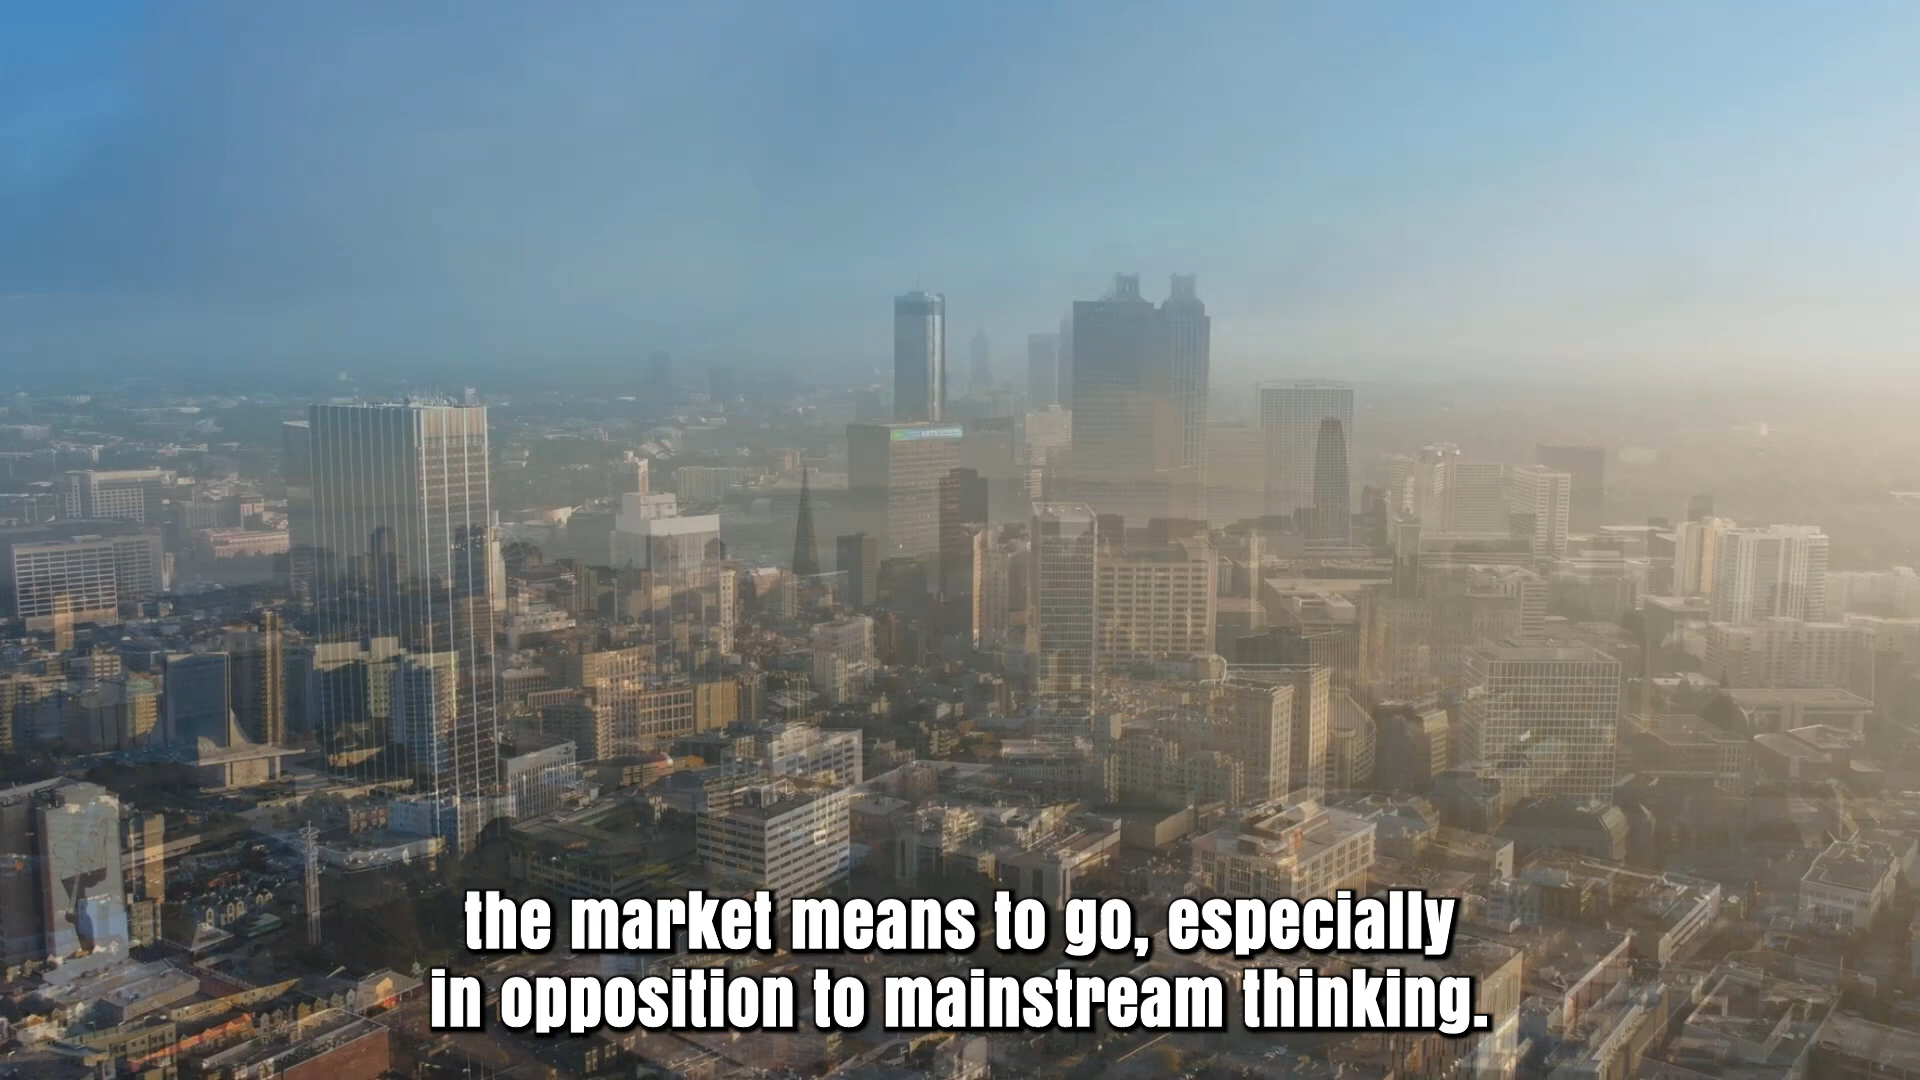 the market means to go, especially
in opposition to mainstream thinking.